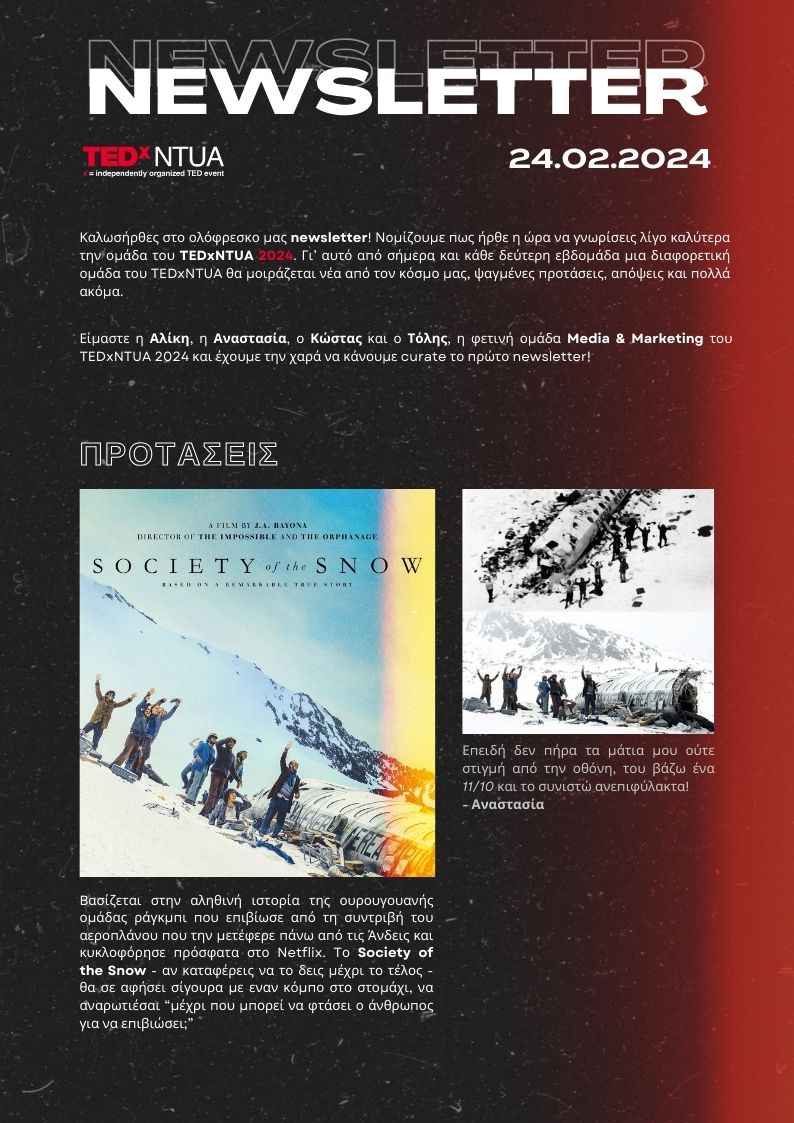 NEWSLETTER
NEWSLETTER
TEDx NTUA
x = independently organized TED event
24.02.2024
Καλωσήρθες στο ολόφρεσκο μας newsletter! Νομίζουμε πως ήρθε η ώρα να γνωρίσεις λίγο καλύτερα
την ομάδα του TEDxNTUA 2024. Γι’ αυτό από σήμερα και κάθε δεύτερη εβδομάδα μια διαφορετική
ομάδα του TEDxNTUA θα μοιράζεται νέα από τον κόσμο μας, ψαγμένες προτάσεις, απόψεις και πολλά
ακόμα.
Είμαστε η Αλίκη, η Αναστασία, ο Κώστας και ο Τόλης, η φετινή ομάδα Media & Marketing του
TEDxNTUA 2024 και έχουμε την χαρά να κάνουμε curate το πρώτο newsletter!
ΠΡΟΤΑΣΕΙΣ
A FILM BY J.A. BAYONA
DIRECTOR OF THE IMPOSSIBLE AND THE ORPHANAGE
SOCIETY of the SNOW
BASED ON A REMARKABLE TRUE STORY
Επειδή δεν πήρα τα μάτια μου ούτε
στιγμή από την οθόνη, του βάζω ένα
11/10 και το συνιστώ ανεπιφύλακτα!
- Αναστασία
Βασίζεται στην αληθινή ιστορία της ουρουγουανής
ομάδας ράγκμπι που επιβίωσε από τη συντριβή του
αεροπλάνου που την μετέφερε πάνω από τις Άνδεις και
κυκλοφόρησε πρόσφατα στο Netflix. Το Society of
the Snow - αν καταφέρεις να το δεις μέχρι το τέλος -
θα σε αφήσει σίγουρα με εναν κόμπο στο στομάχι, να
αναρωτιέσαι “μέχρι που μπορεί να φτάσει ο άνθρωπος
για να επιβιώσει;”